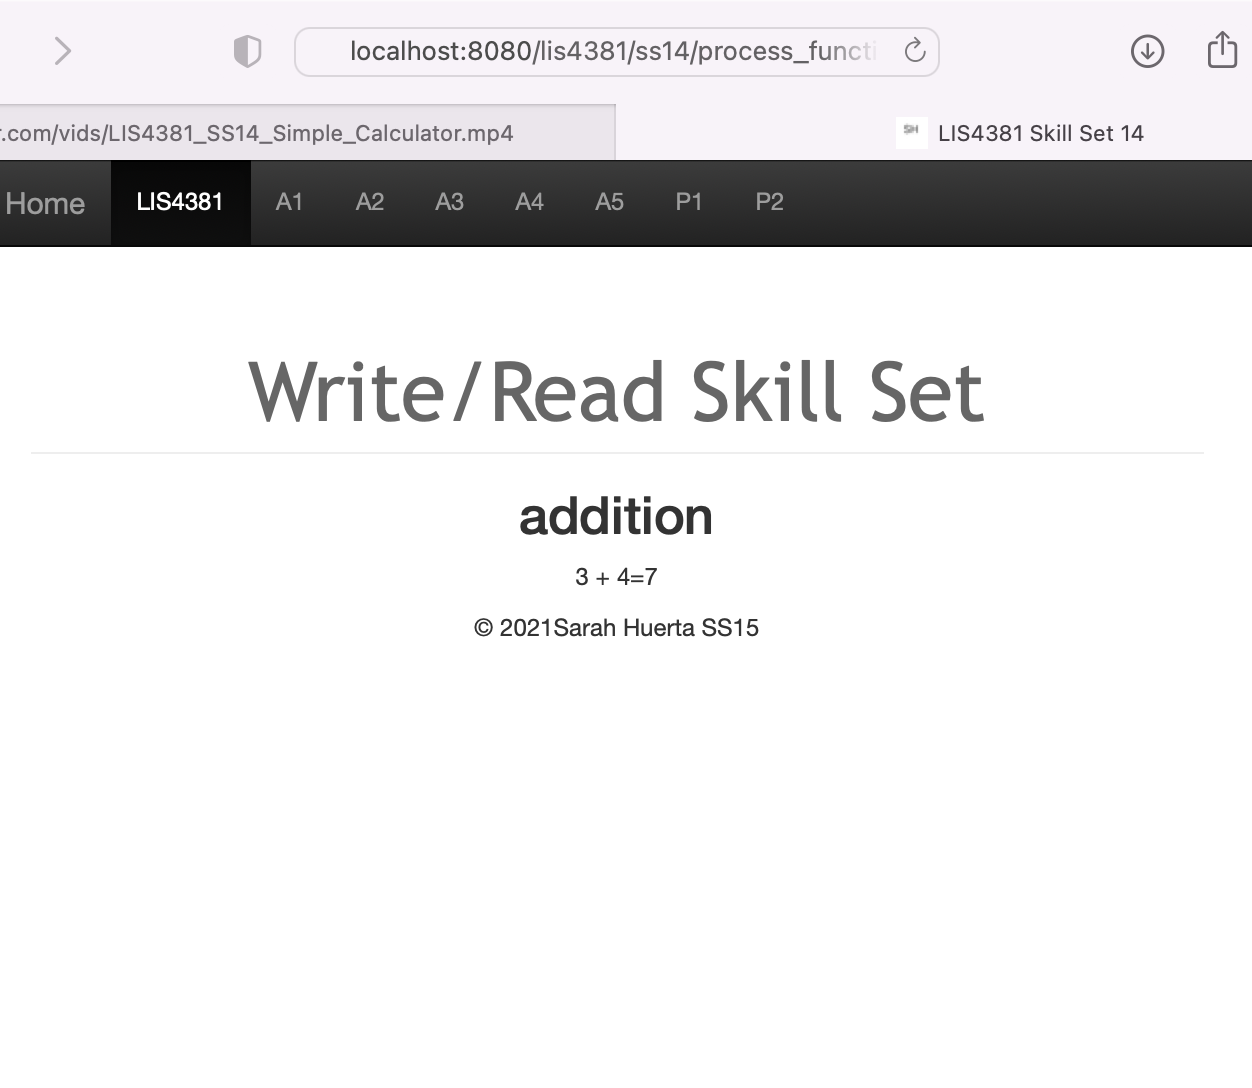 localhost:8080/lis4381/ss14/process_functi
r.com/vids/LIS4381_SS14_Simple_Calculator.mp4
SH LIS4381 Skill Set 14
Home LIS4381 A1 A2 A3 A4 A5 P1 P2
Write/Read Skill Set
addition
3 + 4=7
© 2021Sarah Huerta SS15